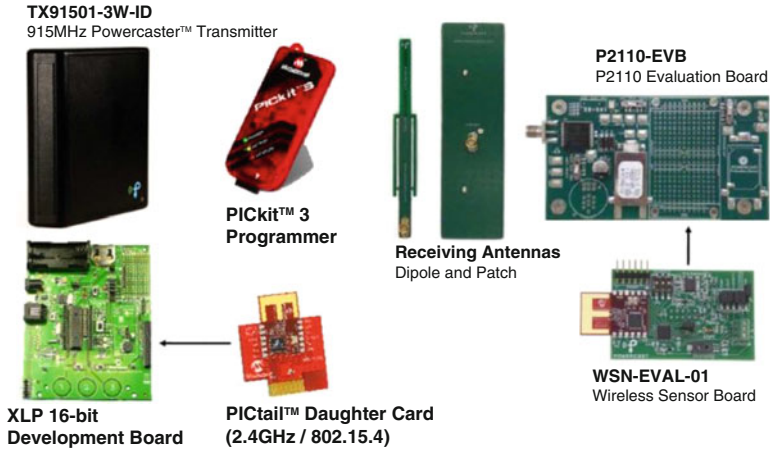 TX91501-3W-ID
915MHz Powercaster™ Transmitter
PICkit™ 3
PICkit™ 3
Programmer
Receiving Antennas
Dipole and Patch
P2110-EVB
P2110 Evaluation Board
WSN-EVAL-01
Wireless Sensor Board
XLP 16-bit
Development Board
PICtail™ Daughter Card
(2.4GHz / 802.15.4)